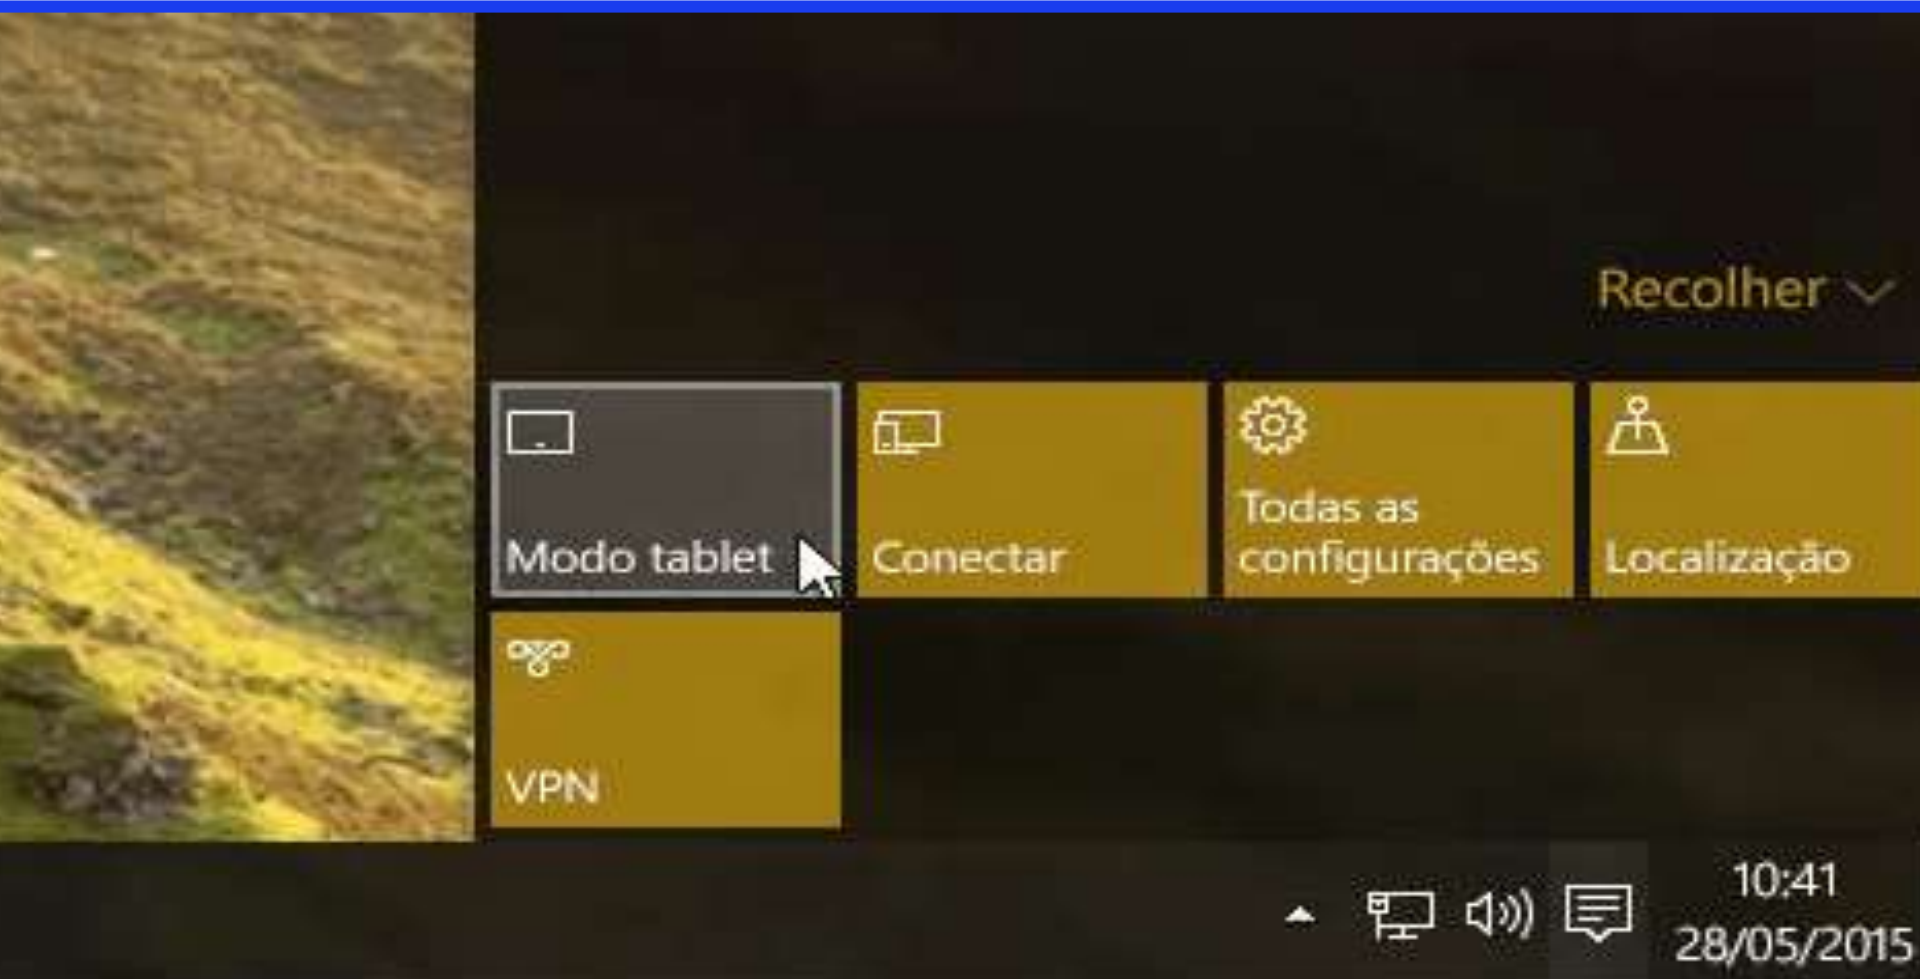 Recolher
Modo tablet
Conectar
Todas as
configurações
Localização
VPN
10:41
28/05/2015